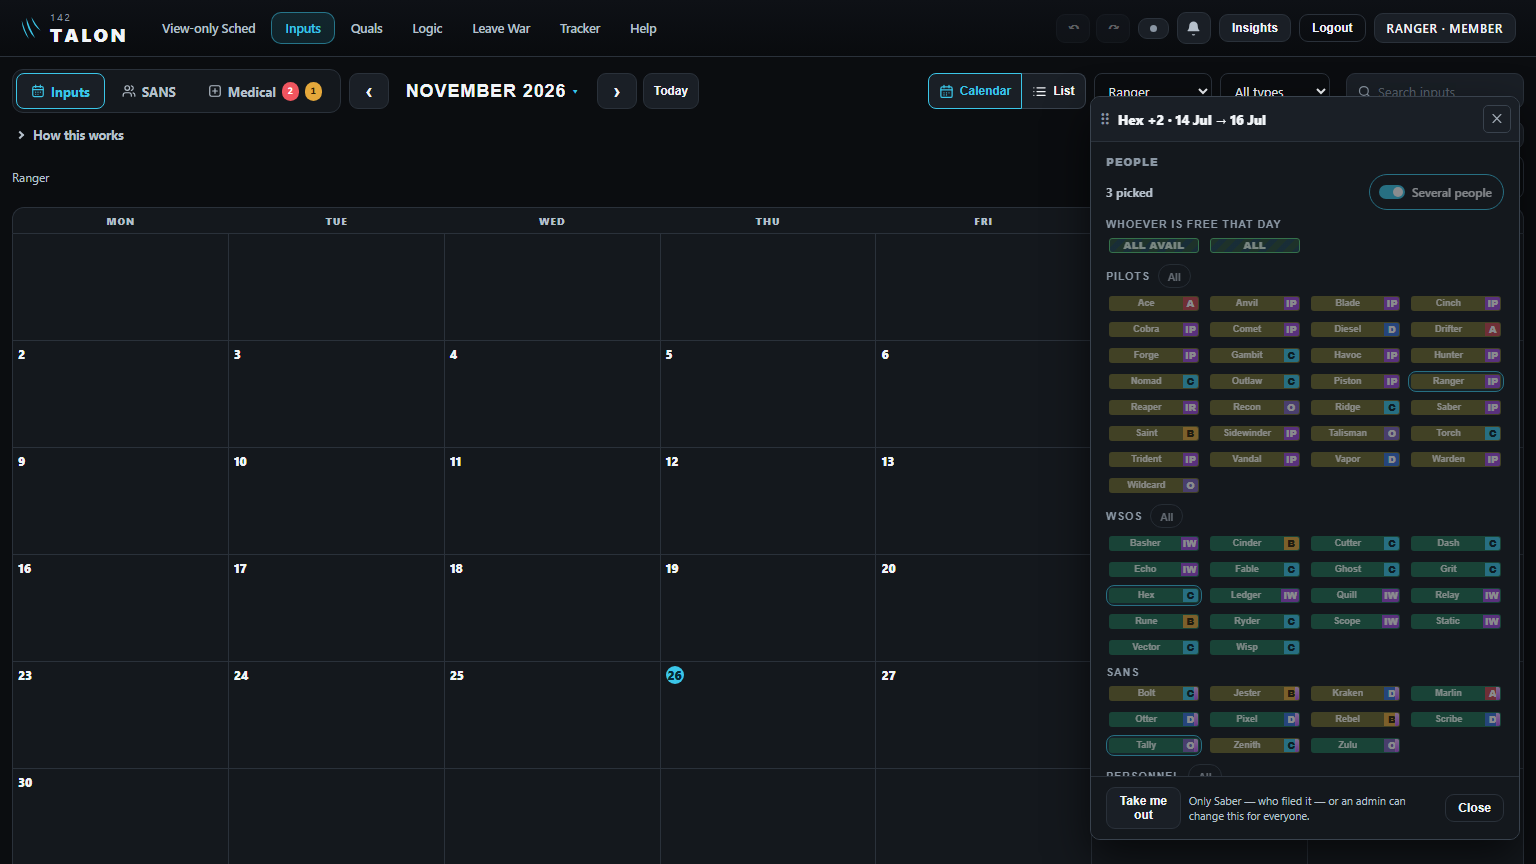 142
TALON
View-only Sched
Inputs
Quals
Logic
Leave War
Tracker
Help
Insights
Logout
RANGER · MEMBER
Inputs
SANS
Medical 2 1
‹
NOVEMBER 2026
›
Today
Calendar
List
Ranger
All types
Search inputs
How this works
Ranger
MON TUE WED THU FRI
2 3 4 5 6
9 10 11 12 13
16 17 18 19 20
23 24 25 26 27
30
Hex +2 · 14 Jul → 16 Jul
PEOPLE
3 picked
Several people
WHOEVER IS FREE THAT DAY
ALL AVAIL
ALL
PILOTS All
Ace A Anvil IP Blade IP Cinch IP
Cobra IP Comet IP Diesel D Drifter A
Forge IP Gambit C Havoc IP Hunter IP
Nomad C Outlaw C Piston IP Ranger IP
Reaper IR Recon O Ridge C Saber IP
Saint B Sidewinder IP Talisman O Torch C
Trident IP Vandal IP Vapor D Warden IP
Wildcard O
WSOS All
Basher IW Cinder B Cutter C Dash C
Echo IW Fable C Ghost C Grit C
Hex C Ledger IW Quill IW Relay IW
Rune B Ryder C Scope IW Static IW
Vector C Wisp C
SANS
Bolt C Jester B Kraken D Marlin A
Otter D Pixel D Rebel B Scribe D
Tally O Zenith C Zulu O
PERSONNEL All
Take me out
Only Saber — who filed it — or an admin can
change this for everyone.
Close